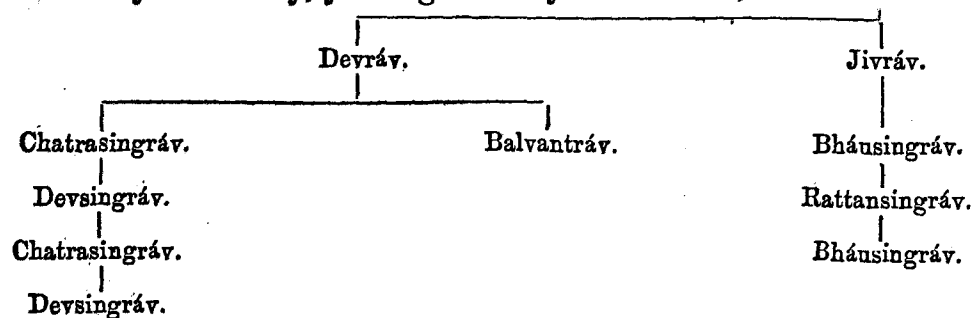 Devráv. Jivráv.
Chatrasingráv. Balvantráv. Bháusingráv.
Devsingráv. Rattansingráv.
Chatrasingráv. Bháusingráv.
Devsingráv.